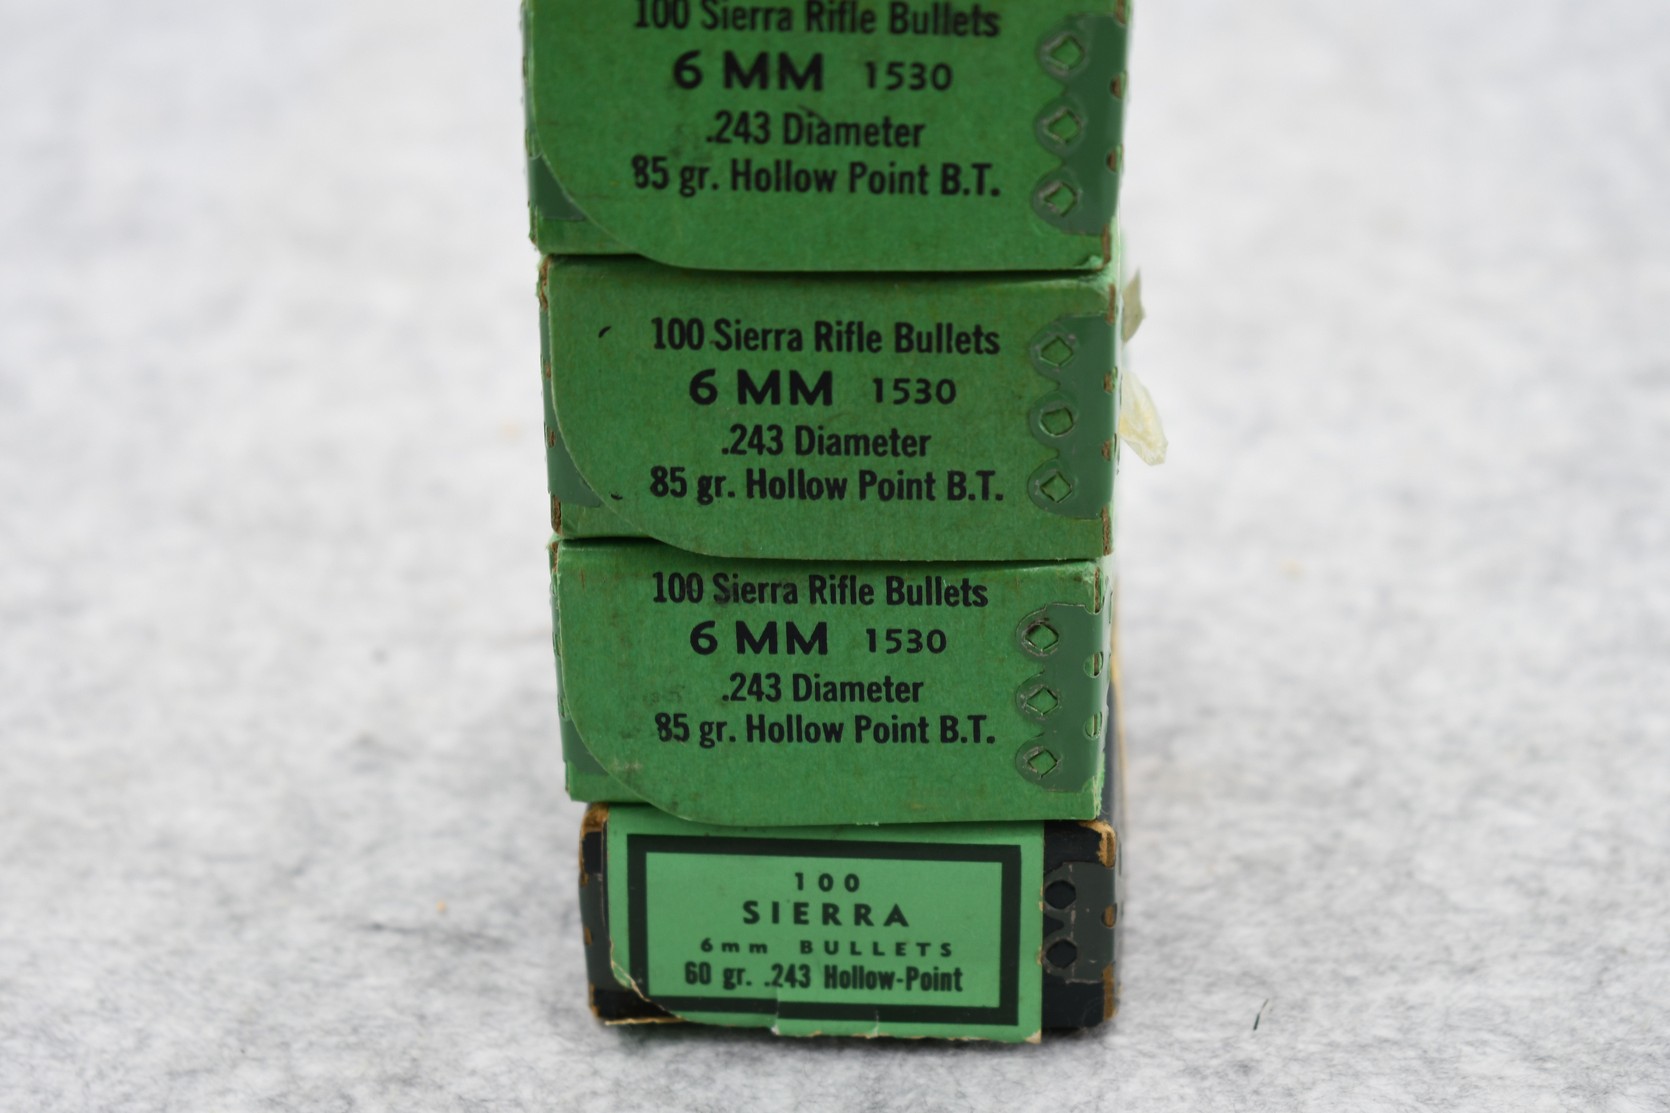 100 Sierra Rifle Bullets
6 MM 1530
.243 Diameter
85 gr. Hollow Point B.T.
100 Sierra Rifle Bullets
6 MM 1530
.243 Diameter
85 gr. Hollow Point B.T.
100 Sierra Rifle Bullets
6 MM 1530
.243 Diameter
85 gr. Hollow Point B.T.
100
SIERRA
6mm BULLETS
60 gr. .243 Hollow-Point